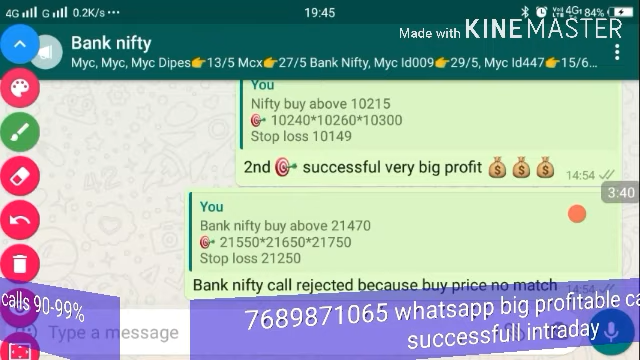 4G G 0.2K/s ••• 19:45 4G 84%
Made with KINEMASTER
Bank nifty
Myc, Myc, Myc Dipes👉13/5 Mcx👉27/5 Bank Nifty, Myc Id009👉29/5, Myc Id447👉15/6...
You
Nifty buy above 10215
🎯 10240*10260*10300
Stop loss 10149
2nd 🎯 successful very big profit 💰 💰 💰
14:54
3:40
You
Bank nifty buy above 21470
🎯 21550*21650*21750
Stop loss 21250
Bank nifty call rejected because buy price no match
14:54
calls 90-99%
7689871065 whatsapp big profitable ca
successfull intraday
Type a message